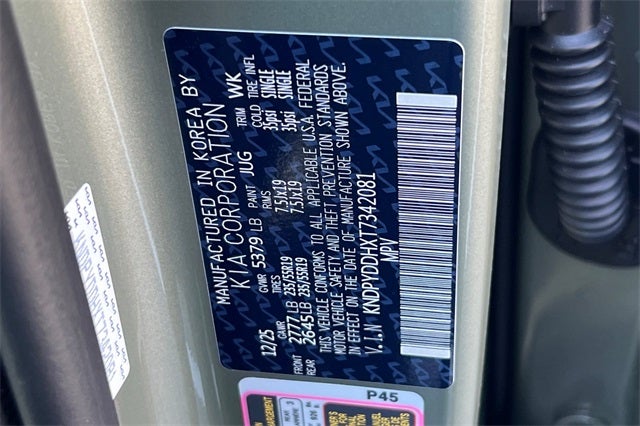 MANUFACTURED IN KOREA BY
KIA CORPORATION
12/25 GVWR 5379 LB PAINT JUG TRIM WK
GAWR TIRES RIMS COLD TIRE INFL
FRONT 2777 LB 235/55R19 7.5JX19 35psi SINGLE
REAR 2645 LB 235/55R19 7.5JX19 35psi SINGLE
THIS VEHICLE CONFORMS TO ALL APPLICABLE U.S.A. FEDERAL
MOTOR VEHICLE SAFETY AND THEFT PREVENTION STANDARDS
IN EFFECT ON THE DATE OF MANUFACTURE SHOWN ABOVE.
V.I.N KNDPYDDHXT7342081
MPV
P45
REAR 3